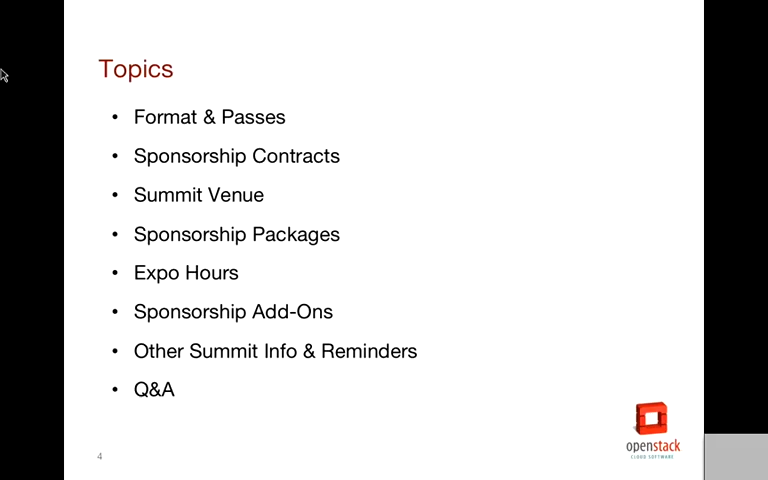 Topics
• Format & Passes
• Sponsorship Contracts
• Summit Venue
• Sponsorship Packages
• Expo Hours
• Sponsorship Add-Ons
• Other Summit Info & Reminders
• Q&A
openstack
CLOUD SOFTWARE
4